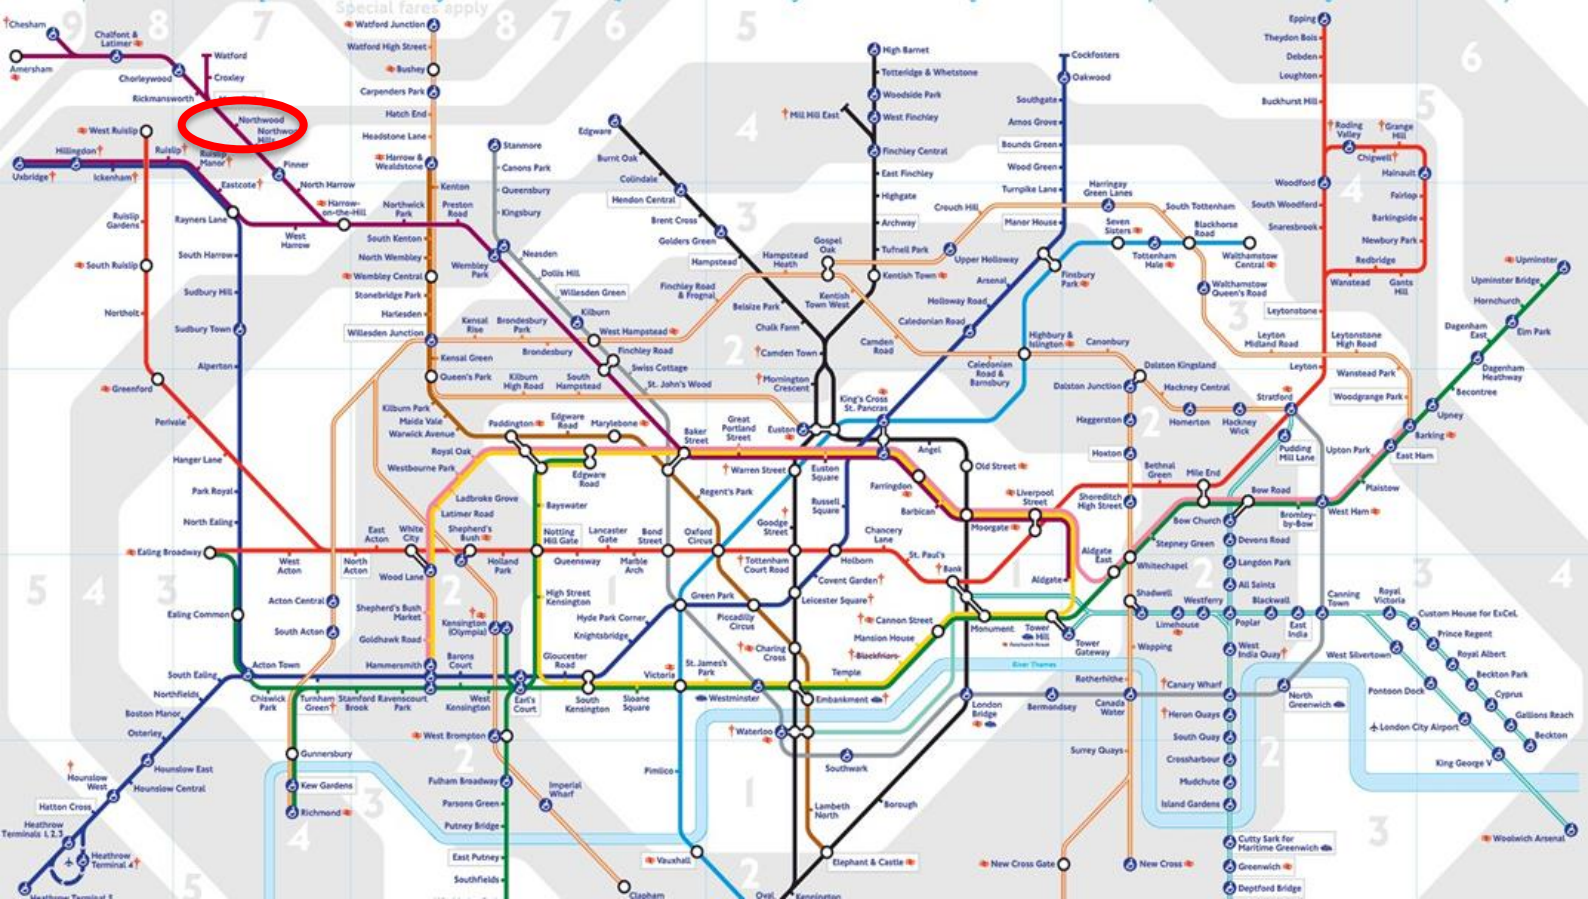 Special fares apply
9
8
7
8
7
6
5
6
†Chesham
Chalfont &
Latimer
Amersham
Chorleywood
Rickmansworth
Watford
Croxley
Northwood
Northwood
Hills
Pinner
North Harrow
Harrow-
on-the-Hill
Northwick
Park
Preston
Road
West Ruislip
Hillingdon†
Uxbridge†
Ickenham†
Ruislip†
Ruislip
Manor†
Eastcote†
Rayners Lane
West
Harrow
Ruislip
Gardens
South Ruislip
Northolt
Greenford
Perivale
Hanger Lane
South Harrow
Sudbury Hill
Sudbury Town
Alperton
Park Royal
North Ealing
Ealing Broadway
West
Acton
North
Acton
East
Acton
White
City
Shepherd's
Bush
Holland
Park
Wood Lane
Ealing Common
Acton Central
South Acton
Shepherd's Bush
Market
Goldhawk Road
Hammersmith
South Ealing
Acton Town
Northfields
Boston Manor
Osterley
Hounslow East
Hounslow Central
†
Hounslow
West
Hatton Cross
Heathrow
Terminals 1, 2, 3
Heathrow
Terminal 4†
Heathrow Terminal 5
Chiswick
Park
Turnham
Green†
Stamford
Brook
Ravenscourt
Park
Barons
Court
West
Kensington
Earl's
Court
Gunnersbury
Kew Gardens
Richmond
Watford Junction
Watford High Street
Bushey
Carpenders Park
Hatch End
Headstone Lane
Harrow &
Wealdstone
Kenton
South Kenton
North Wembley
Wembley Central
Stonebridge Park
Harlesden
Willesden Junction
Kensal Green
Queen's Park
Kilburn Park
Maida Vale
Warwick Avenue
Royal Oak
Westbourne Park
Ladbroke Grove
Latimer Road
Kensal
Rise
Brondesbury
Park
Brondesbury
Kilburn
High Road
South
Hampstead
Stanmore
Canons Park
Queensbury
Kingsbury
Wembley
Park
Neasden
Dollis Hill
Willesden Green
Kilburn
West Hampstead
Finchley Road
Swiss Cottage
St. John's Wood
Finchley Road
& Frognal
Edgware
Burnt Oak
Colindale
Hendon Central
Brent Cross
Golders Green
Hampstead
Belsize Park
Chalk Farm
†Camden Town
†Mornington
Crescent
Euston
Hampstead
Heath
Gospel
Oak
Kentish
Town West
Camden
Road
High Barnet
Totteridge & Whetstone
Woodside Park
West Finchley
†Mill Hill East
Finchley Central
East Finchley
Highgate
Archway
Tufnell Park
Kentish Town
Upper Holloway
Crouch Hill
Harringay
Green Lanes
South Tottenham
Cockfosters
Oakwood
Southgate
Arnos Grove
Bounds Green
Wood Green
Turnpike Lane
Manor House
Arsenal
Holloway Road
Caledonian Road
Finsbury
Park
Seven
Sisters
Tottenham
Hale
Blackhorse
Road
Walthamstow
Central
Walthamstow
Queen's Road
Leyton
Midland Road
Leytonstone
High Road
Wanstead Park
Woodgrange Park
Highbury &
Islington
Caledonian
Road &
Barnsbury
Canonbury
Dalston Kingsland
Dalston Junction
Hackney Central
Homerton
Hackney
Wick
Stratford
Haggerston
Hoxton
Shoreditch
High Street
Epping
Theydon Bois
Debden
Loughton
Buckhurst Hill
†Roding
Valley
†Grange
Hill
Chigwell†
Hainault
Fairlop
Barkingside
Newbury Park
Redbridge
Gants
Hill
Wanstead
Woodford
South Woodford
Snaresbrook
Leytonstone
Leyton
Upminster
Upminster Bridge
Hornchurch
Elm Park
Dagenham
East
Dagenham
Heathway
Becontree
Upney
Barking
East Ham
Upton Park
Plaistow
West Ham
Bromley-
by-Bow
Bow Road
Mile End
Bethnal
Green
Stepney Green
Whitechapel
Pudding
Mill Lane
Bow Church
Devons Road
Langdon Park
All Saints
Poplar
Blackwall
East
India
Canning
Town
Royal
Victoria
Custom House for ExCeL
Prince Regent
Royal Albert
Beckton Park
Cyprus
Gallions Reach
Beckton
West Silvertown
Pontoon Dock
London City Airport
King George V
Woolwich Arsenal
Shadwell
Limehouse
Westferry
West
India Quay†
†Canary Wharf
†Heron Quays
South Quay
Crossharbour
Mudchute
Island Gardens
Cutty Sark for
Maritime Greenwich
Greenwich
Deptford Bridge
North
Greenwich
Wapping
Rotherhithe
Canada
Water
Surrey Quays
New Cross Gate
New Cross
Paddington
Edgware
Road
Marylebone
Baker
Street
Great
Portland
Street
Edgware
Road
Bayswater
Notting
Hill Gate
Queensway
Lancaster
Gate
Marble
Arch
Bond
Street
Oxford
Circus
Regent's Park
†Warren Street
Euston
Square
King's Cross
St. Pancras
Angel
Old Street
Farringdon
Barbican
Moorgate
Liverpool
Street
Russell
Square
Goodge
Street
†Tottenham
Court Road
Holborn
Chancery
Lane
St. Paul's
†Bank
Aldgate
East
Aldgate
Covent Garden†
Leicester Square†
High Street
Kensington
Kensington
(Olympia)
Hyde Park Corner
Knightsbridge
Green Park
Piccadilly
Circus
Cannon Street
Mansion House
Blackfriars
Temple
Monument
Tower
Hill
Fenchurch Street
Tower
Gateway
River Thames
Charing
Cross
Gloucester
Road
South
Kensington
Sloane
Square
Victoria
St. James's
Park
Westminster
Embankment
Waterloo
Southwark
London
Bridge
Bermondsey
West Brompton
Fulham Broadway
Parsons Green
Putney Bridge
East Putney
Southfields
Imperial
Wharf
Clapham
Pimlico
Vauxhall
Oval
Kennington
Lambeth
North
Borough
Elephant & Castle